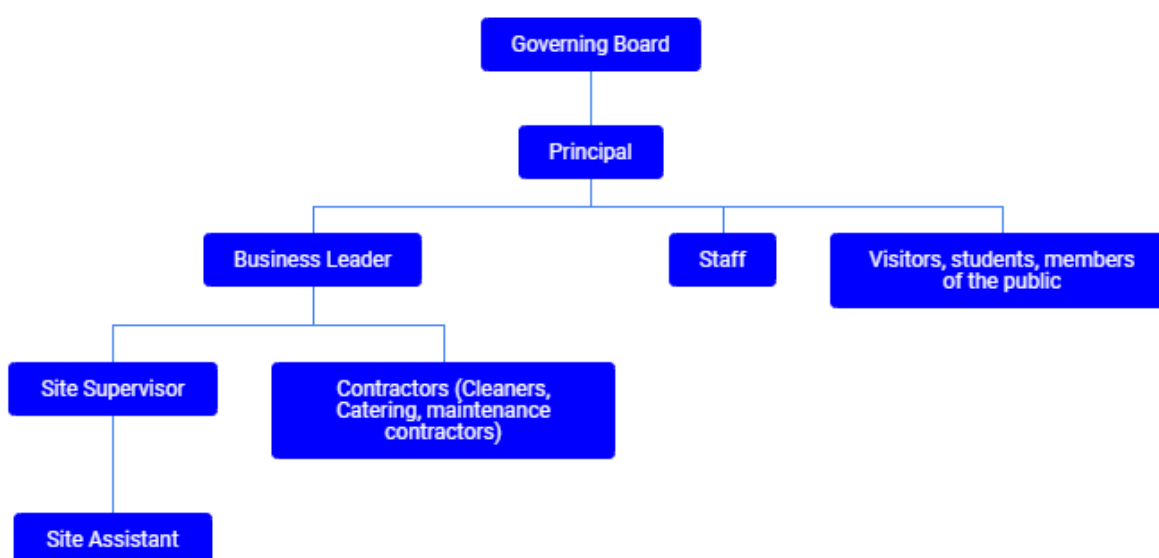 Governing Board
Principal
Business Leader
Staff
Visitors, students, members
of the public
Site Supervisor
Contractors (Cleaners,
Catering, maintenance
contractors)
Site Assistant